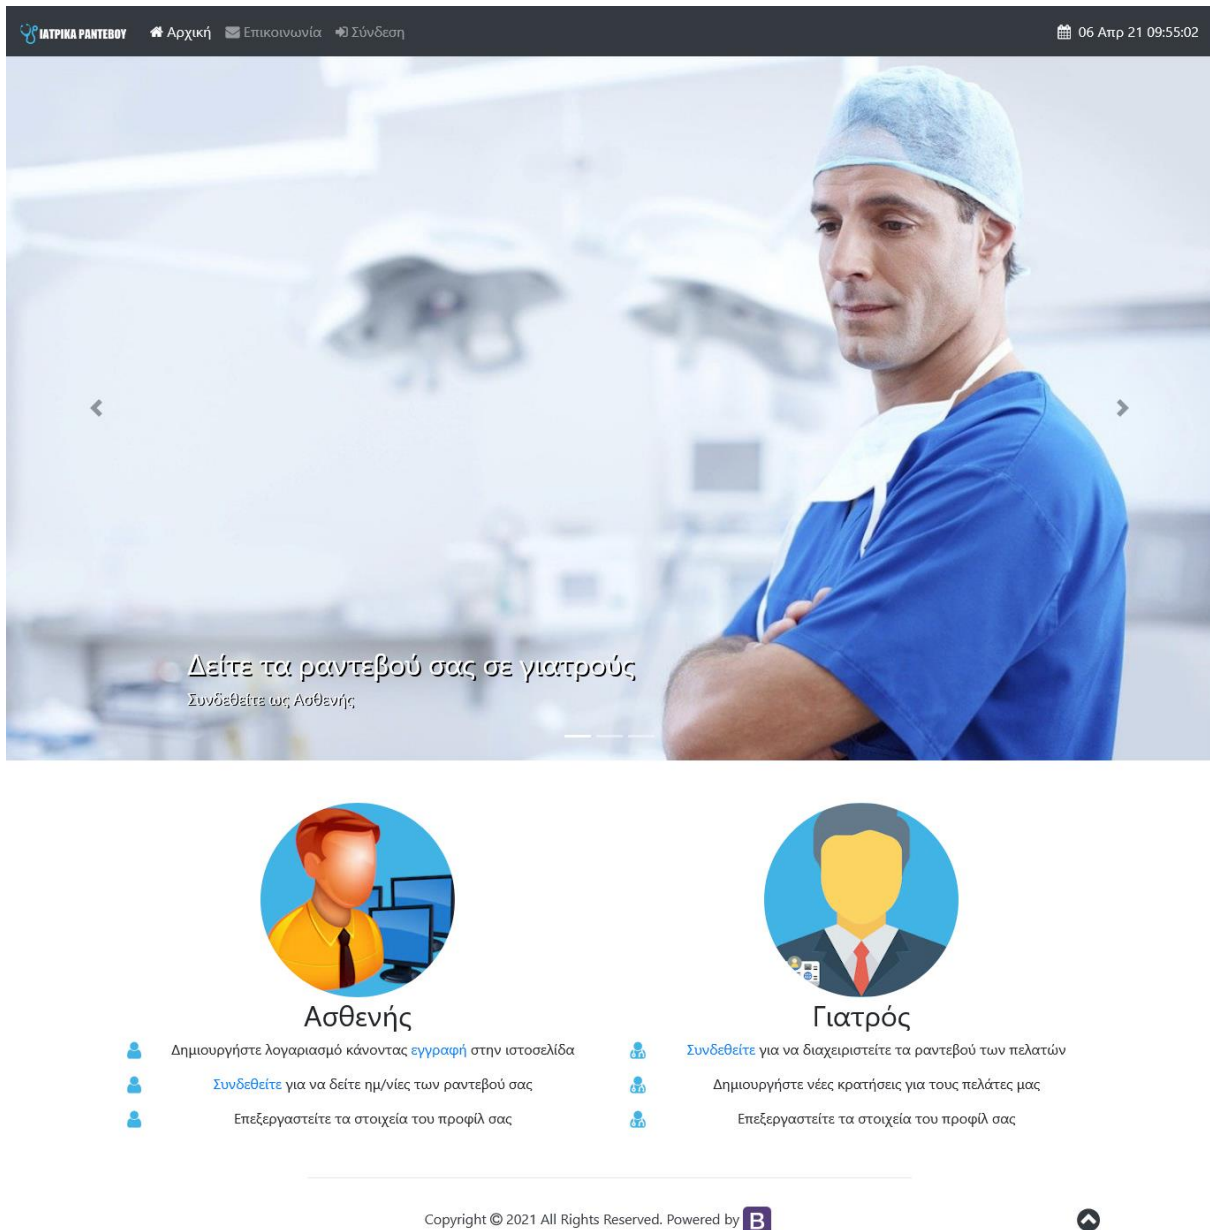 ΙΑΤΡΙΚΑ ΡΑΝΤΕΒΟΥ Αρχική Επικοινωνία Σύνδεση 06 Απρ 21 09:55:02
Δείτε τα ραντεβού σας σε γιατρούς
Συνδεθείτε ως Ασθενής
Ασθενής
Δημιουργήστε λογαριασμό κάνοντας εγγραφή στην ιστοσελίδα
Συνδεθείτε για να δείτε ημ/νίες των ραντεβού σας
Επεξεργαστείτε τα στοιχεία του προφίλ σας
Γιατρός
Συνδεθείτε για να διαχειριστείτε τα ραντεβού των πελατών
Δημιουργήστε νέες κρατήσεις για τους πελάτες μας
Επεξεργαστείτε τα στοιχεία του προφίλ σας
Copyright © 2021 All Rights Reserved. Powered by B